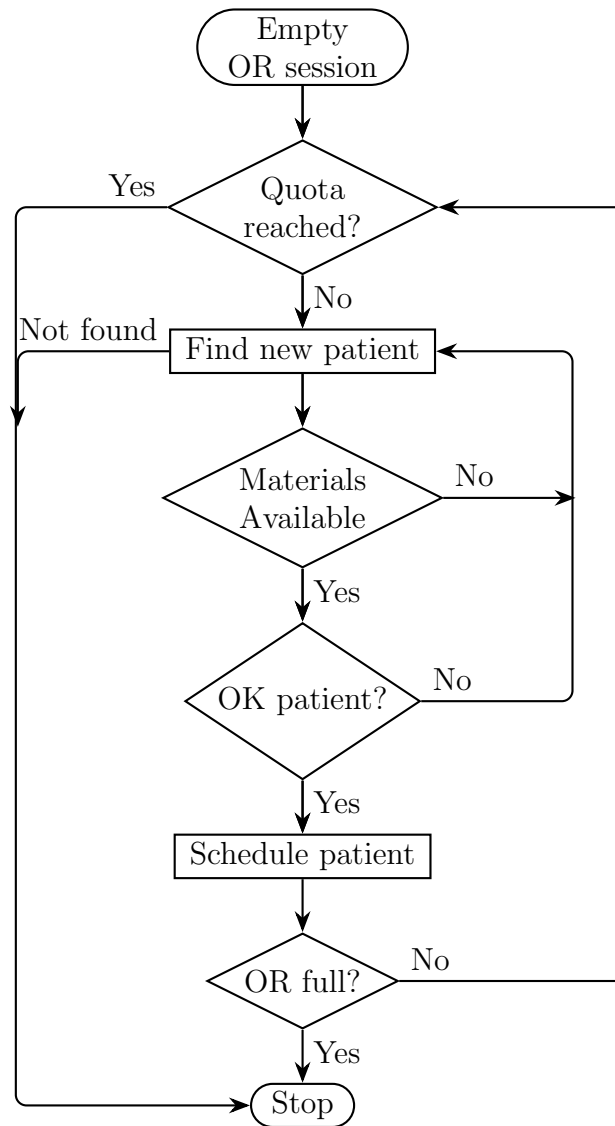 Empty
OR session
Yes
Quota
reached?
No
Not found
Find new patient
Materials
Available
No
Yes
OK patient?
No
Yes
Schedule patient
OR full?
No
Yes
Stop